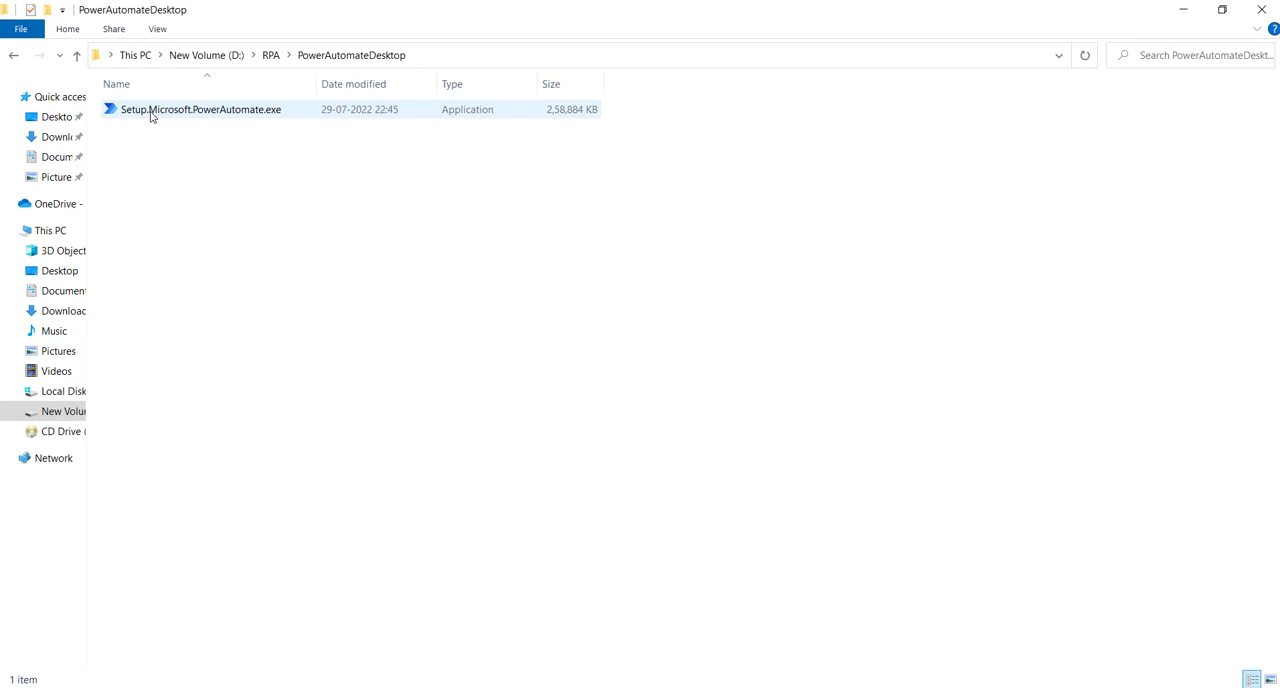 PowerAutomateDesktop
File Home Share View
This PC New Volume (D:) RPA PowerAutomateDesktop Search PowerAutomateDeskt...
Name Date modified Type Size
Setup.Microsoft.PowerAutomate.exe 29-07-2022 22:45 Application 2,58,884 KB
Quick acces
Deskto
Downl
Docum
Picture
OneDrive -
This PC
3D Object
Desktop
Document
Downloac
Music
Pictures
Videos
Local Disk
New Volu
CD Drive (
Network
1 item